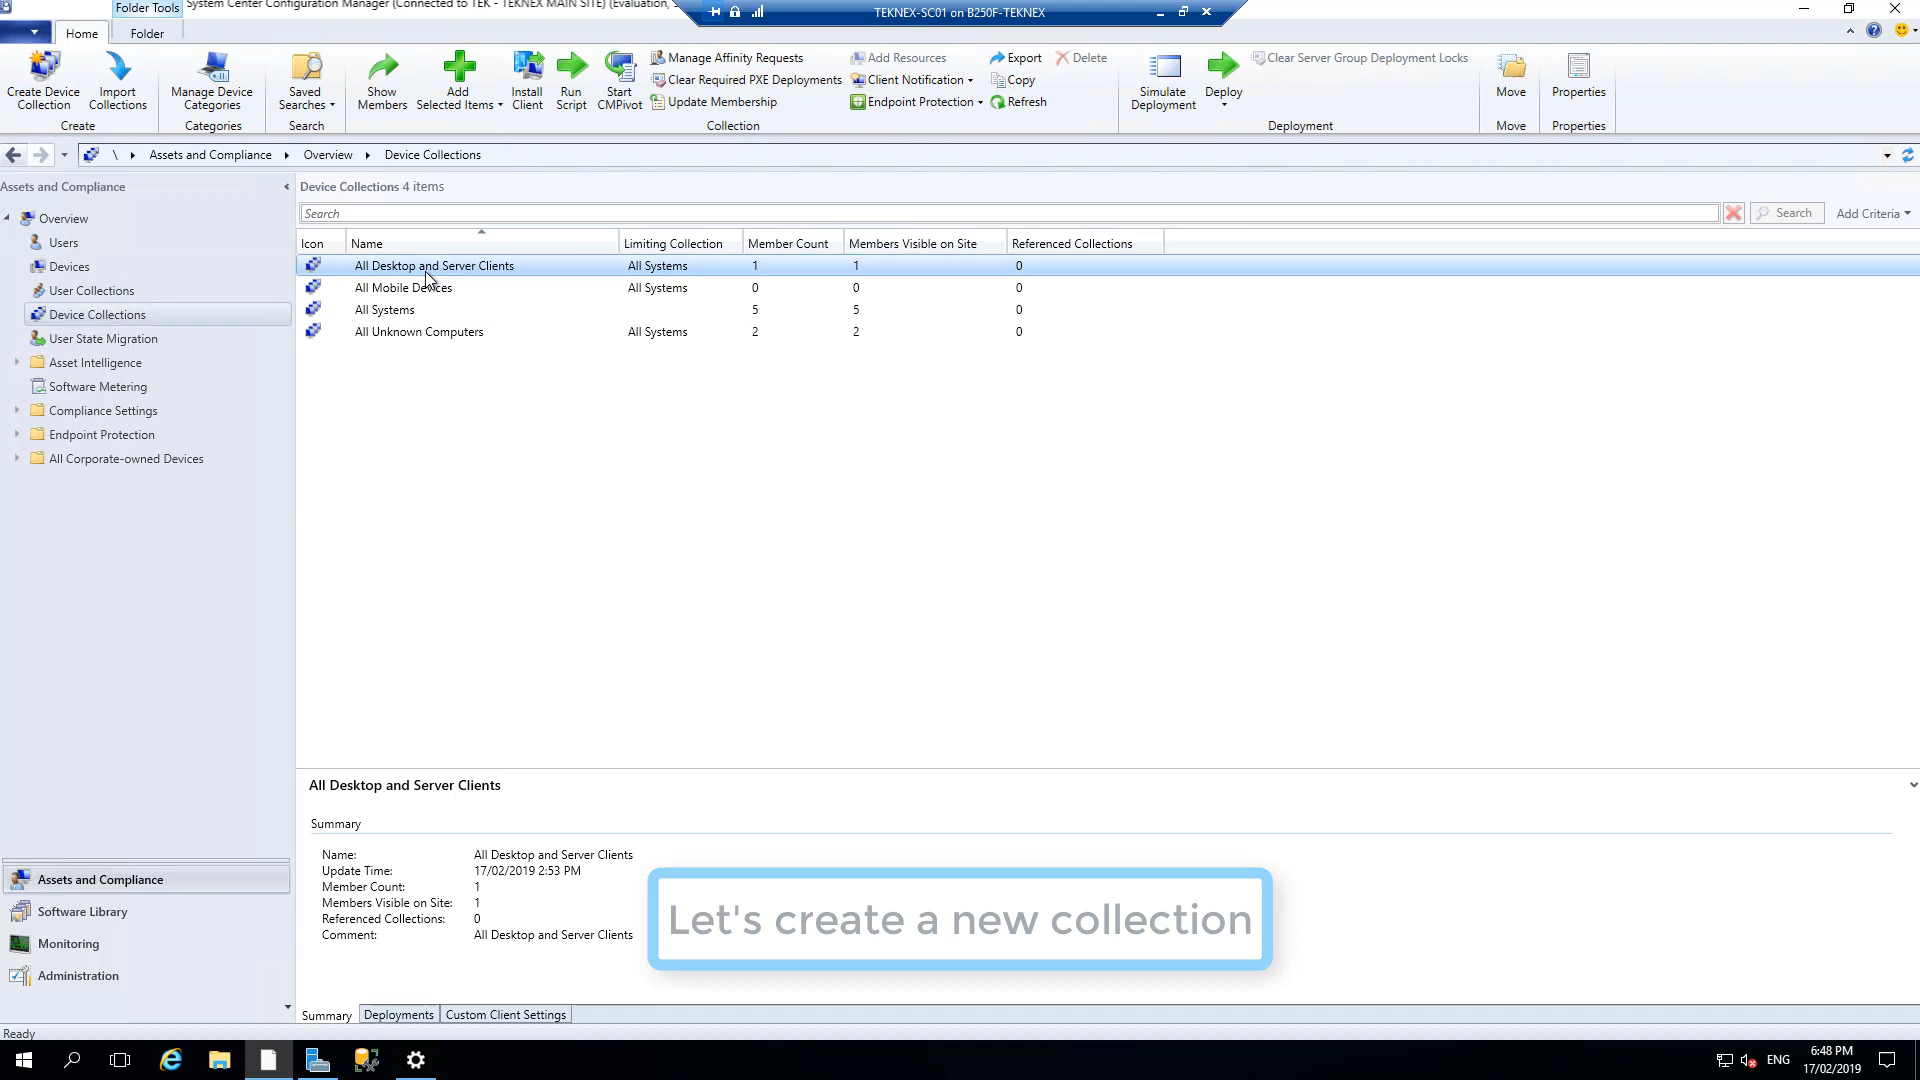 Folder Tools System Center Configuration Manager (Connected to TEK - TEKNEX MAIN SITE) (Evaluation,
TEKNEX-SC01 on B250F-TEKNEX
Home Folder
Create Device Collection
Import Collections
Create
Manage Device Categories
Categories
Saved Searches
Search
Show Members
Add Selected Items
Install Client
Run Script
Start CMPivot
Manage Affinity Requests
Clear Required PXE Deployments
Update Membership
Add Resources
Client Notification
Endpoint Protection
Export
Copy
Refresh
Delete
Collection
Simulate Deployment
Deploy
Clear Server Group Deployment Locks
Deployment
Move
Move
Properties
Properties
\ Assets and Compliance Overview Device Collections
Assets and Compliance
Overview
Users
Devices
User Collections
Device Collections
User State Migration
Asset Intelligence
Software Metering
Compliance Settings
Endpoint Protection
All Corporate-owned Devices
Assets and Compliance
Software Library
Monitoring
Administration
Device Collections 4 items
Search Search Add Criteria
Icon Name Limiting Collection Member Count Members Visible on Site Referenced Collections
All Desktop and Server Clients All Systems 1 1 0
All Mobile Devices All Systems 0 0 0
All Systems 5 5 0
All Unknown Computers All Systems 2 2 0
All Desktop and Server Clients
Summary
Name: All Desktop and Server Clients
Update Time: 17/02/2019 2:53 PM
Member Count: 1
Members Visible on Site: 1
Referenced Collections: 0
Comment: All Desktop and Server Clients
Let's create a new collection
Summary Deployments Custom Client Settings
Ready
ENG
6:48 PM
17/02/2019